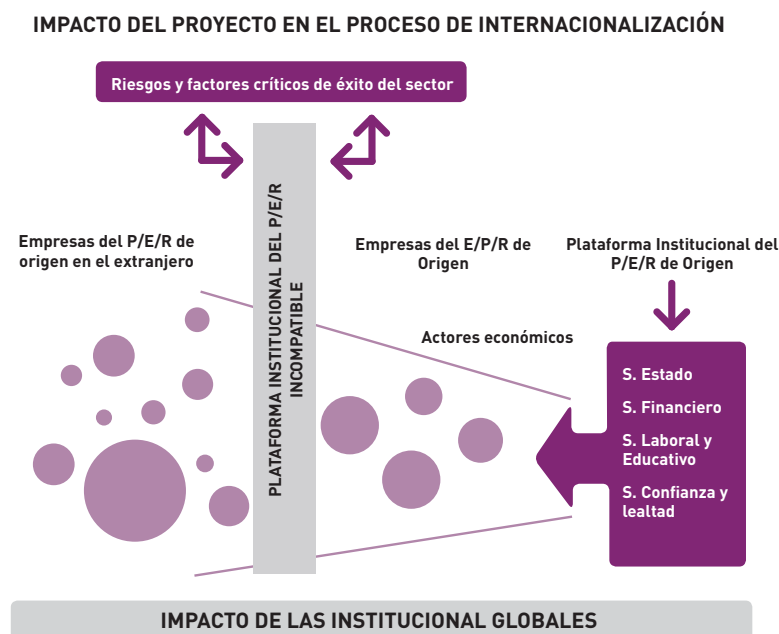 IMPACTO DEL PROYECTO EN EL PROCESO DE INTERNACIONALIZACIÓN
Riesgos y factores críticos de éxito del sector
Empresas del P/E/R de
origen en el extranjero
PLATAFORMA INSTITUCIONAL DEL P/E/R
INCOMPATIBLE
Empresas del E/P/R de
Origen
Plataforma Institucional del
P/E/R de Origen
Actores económicos
S. Estado
S. Financiero
S. Laboral y
Educativo
S. Confianza y
lealtad
IMPACTO DE LAS INSTITUCIONAL GLOBALES